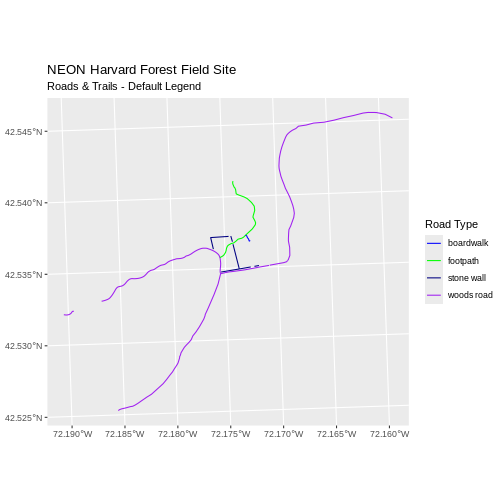 NEON Harvard Forest Field Site
Roads & Trails - Default Legend
42.545°N
42.540°N
42.535°N
42.530°N
42.525°N
72.190°W 72.185°W 72.180°W 72.175°W 72.170°W 72.165°W 72.160°W
Road Type
boardwalk
footpath
stone wall
woods road